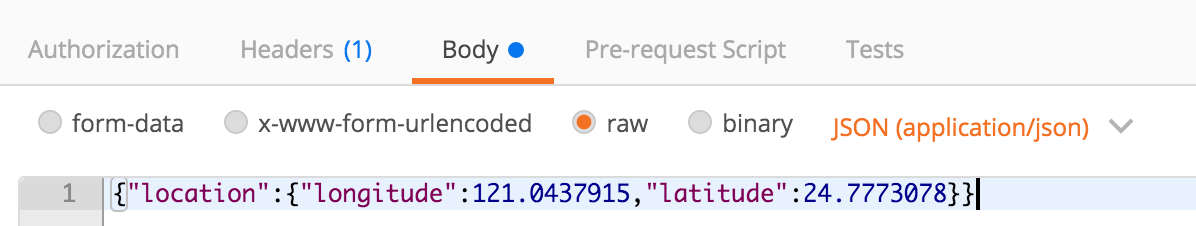 Authorization Headers (1) Body Pre-request Script Tests
form-data x-www-form-urlencoded raw binary JSON (application/json)
1 {"location":{"longitude":121.0437915,"latitude":24.7773078}}